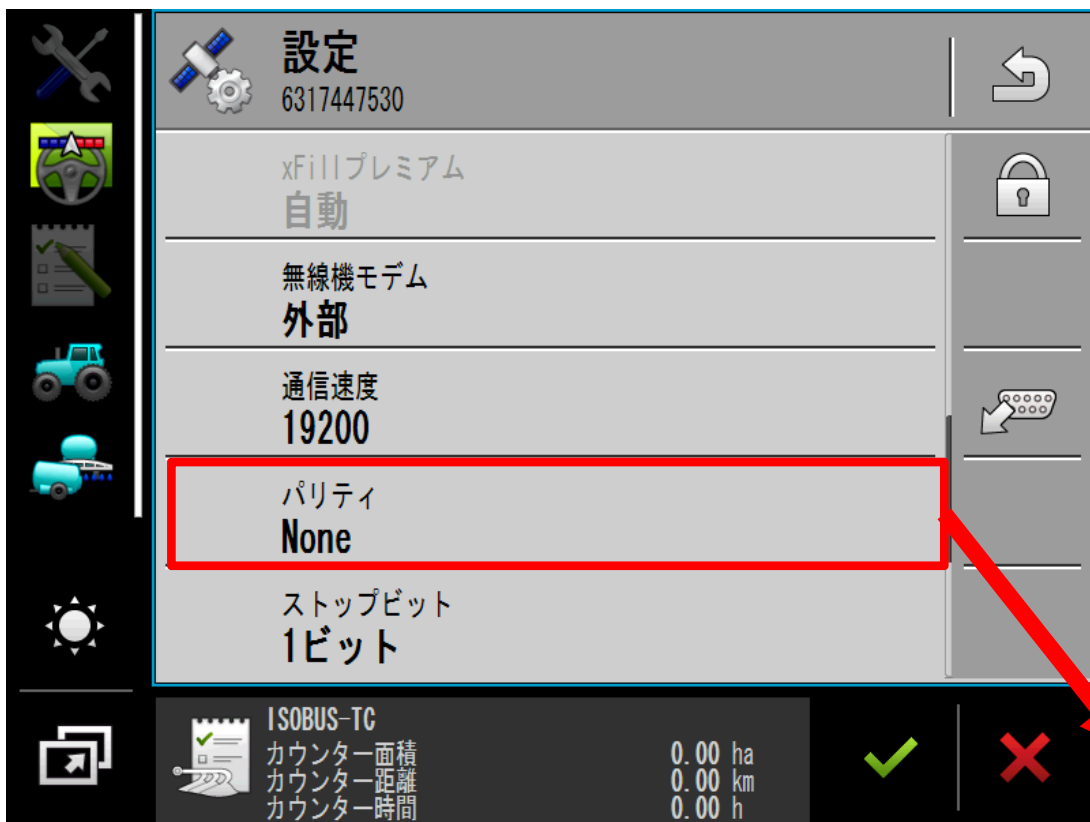 設定
6317447530
xFillプレミアム
自動
無線機モデム
外部
通信速度
19200
パリティ
None
ストップビット
1ビット
ISOBUS-TC
カウンター面積 0.00 ha
カウンター距離 0.00 km
カウンター時間 0.00 h